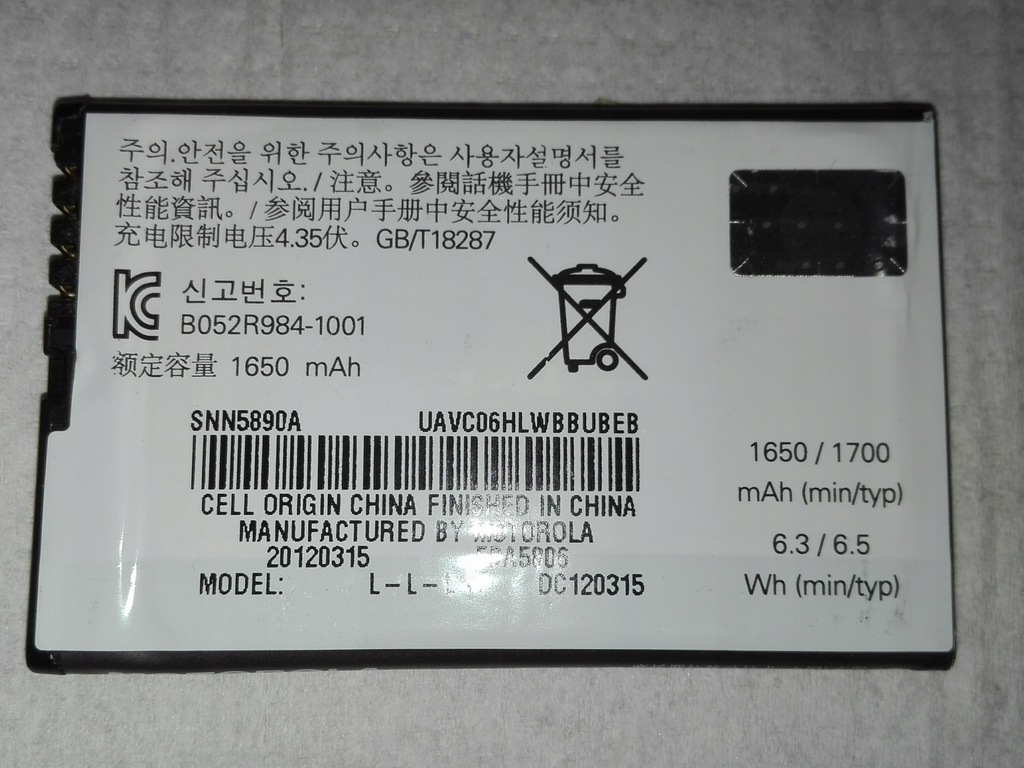 주의.안전을 위한 주의사항은 사용자설명서를
참조해 주십시오./ 注意。參閱話機手冊中安全
性能資訊。/ 参阅用户手册中安全性能须知。
充电限制电压4.35伏。GB/T18287
신고번호:
B052R984-1001
额定容量 1650 mAh
SNN5890A UAVC06HLWBBUBEB
CELL ORIGIN CHINA FINISHED IN CHINA
MANUFACTURED BY MOTOROLA
20120315
MODEL: L-L- DC120315
1650 / 1700
mAh (min/typ)
6.3 / 6.5
Wh (min/typ)